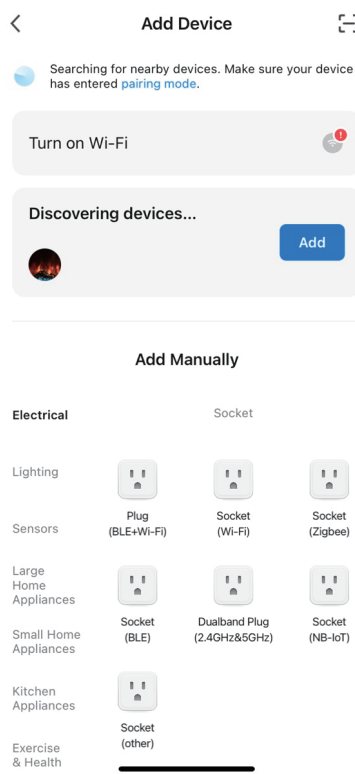 Add Device
Searching for nearby devices. Make sure your device
has entered pairing mode.
Turn on Wi-Fi
!
Discovering devices...
Add
Add Manually
Electrical
Socket
Lighting
Plug
(BLE+Wi-Fi)
Socket
(Wi-Fi)
Socket
(Zigbee)
Sensors
Large
Home
Appliances
Socket
(BLE)
Dualband Plug
(2.4GHz&5GHz)
Socket
(NB-IoT)
Small Home
Appliances
Kitchen
Appliances
Socket
(other)
Exercise
& Health